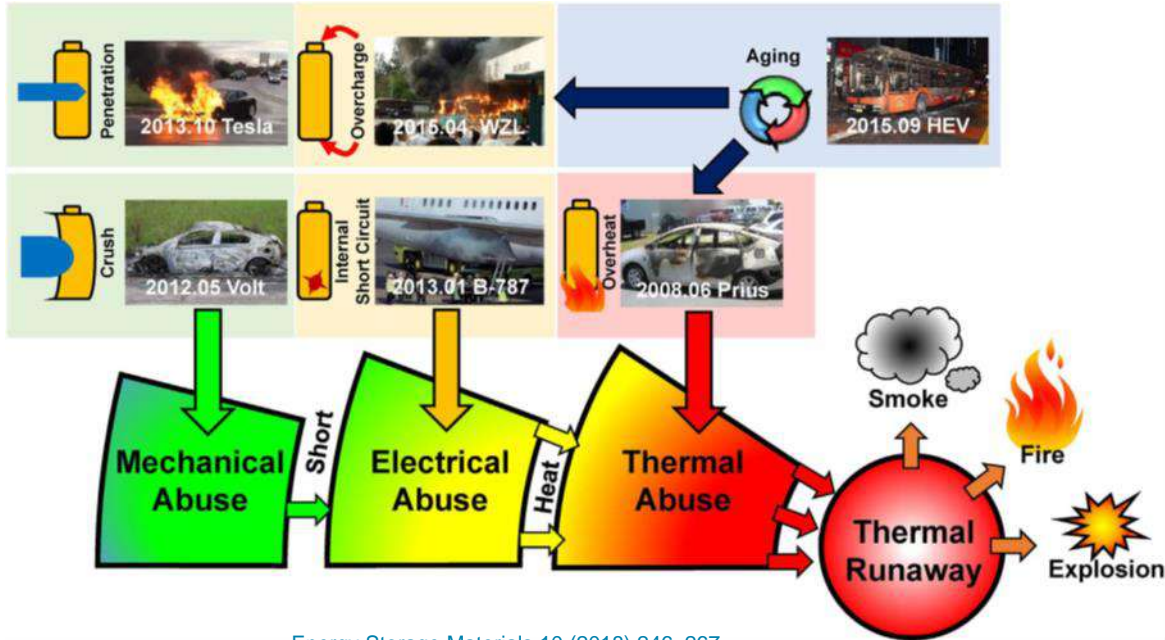 Penetration
2013.10 Tesla
Overcharge
2015.04, WZL
Aging
2015.09 HEV
Crush
2012.05 Volt
Internal
Short Circuit
2013.01 B-787
Overheat
2008.06 Prius
Mechanical
Abuse
Short
Electrical
Abuse
Heat
Thermal
Abuse
Smoke
Fire
Explosion
Thermal
Runaway